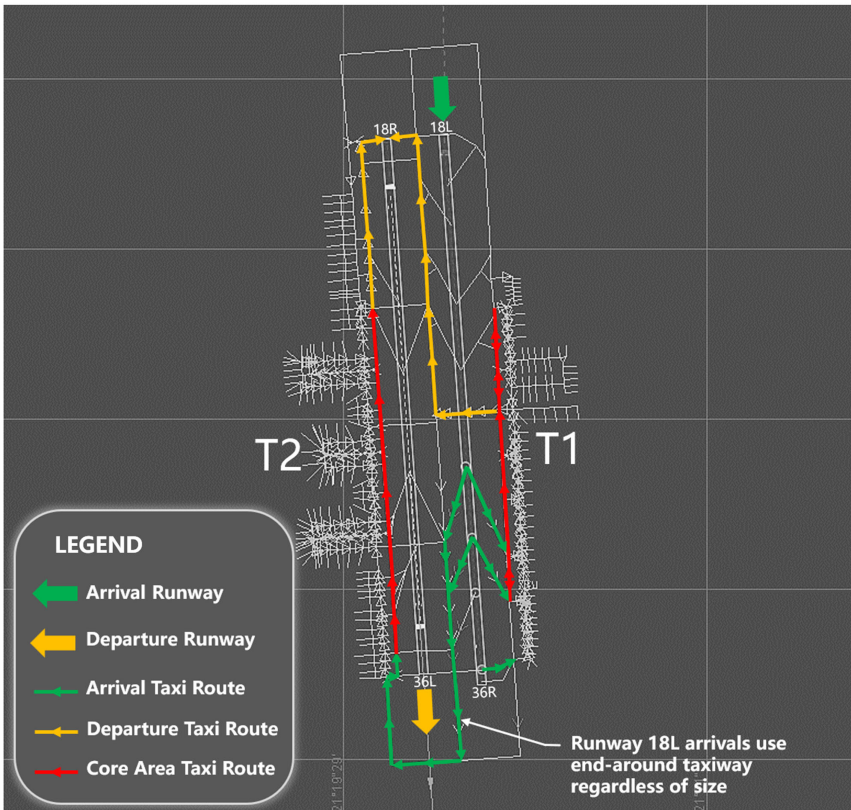 18R 18L
T2 T1
LEGEND
Arrival Runway
Departure Runway
Arrival Taxi Route
Departure Taxi Route
Core Area Taxi Route
36L
36R
Runway 18L arrivals use
end-around taxiway
regardless of size